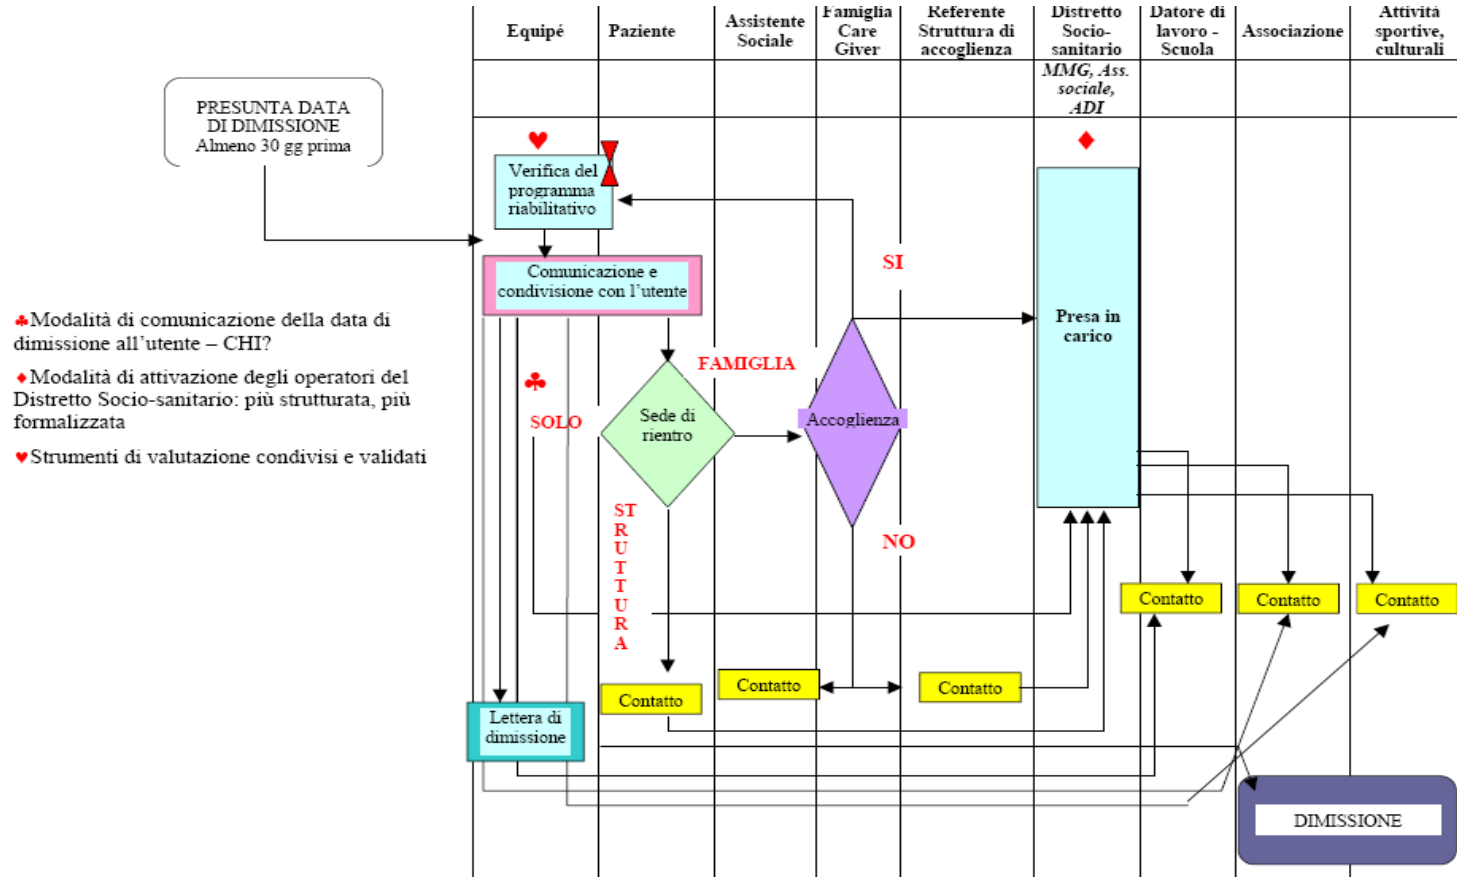 Equipé
Paziente
Assistente
Sociale
Famiglia
Care
Giver
Referente
Struttura di
accoglienza
Distretto
Socio-
sanitario
Datore di
lavoro -
Scuola
Associazione
Attività
sportive,
culturali
MMG, Ass.
sociale,
ADI
PRESUNTA DATA
DI DIMISSIONE
Almeno 30 gg prima
Verifica del
programma
riabilitativo
Comunicazione e
condivisione con l'utente
SI
♣Modalità di comunicazione della data di
dimissione all'utente – CHI?
♦Modalità di attivazione degli operatori del
Distretto Socio-sanitario: più strutturata, più
formalizzata
♥Strumenti di valutazione condivisi e validati
Presa in
carico
FAMIGLIA
SOLO
Sede di
rientro
Accoglienza
ST
R
U
T
T
U
R
A
NO
Contatto
Contatto
Contatto
Contatto
Contatto
Contatto
Lettera di
dimissione
DIMISSIONE